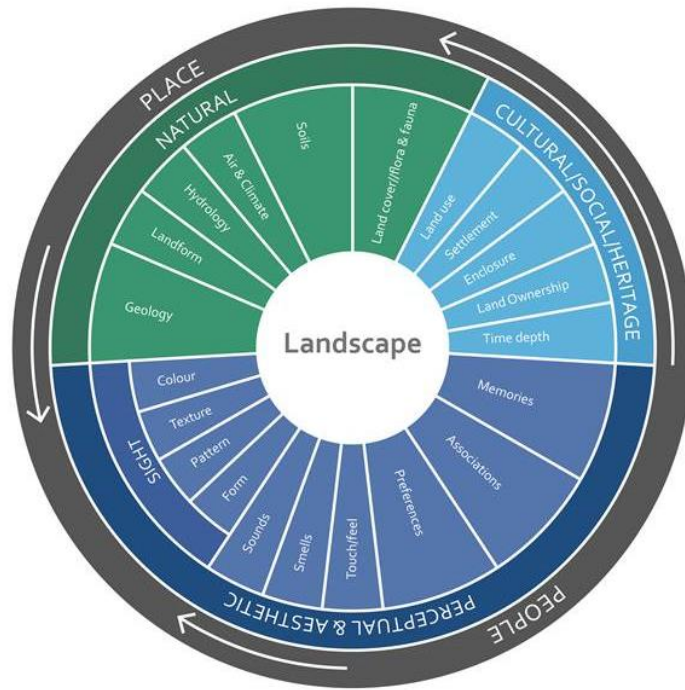 PLACE
NATURAL
Geology
Landform
Hydrology
Air & Climate
Soils
Land cover//flora & fauna
CULTURAL/SOCIAL/HERITAGE
Land use
Settlement
Enclosure
Land Ownership
Time depth
Landscape
PEOPLE
PERCEPTUAL & AESTHETIC
Memories
Associations
Preferences
Touch/feel
Smells
Sounds
SIGHT
Form
Pattern
Texture
Colour